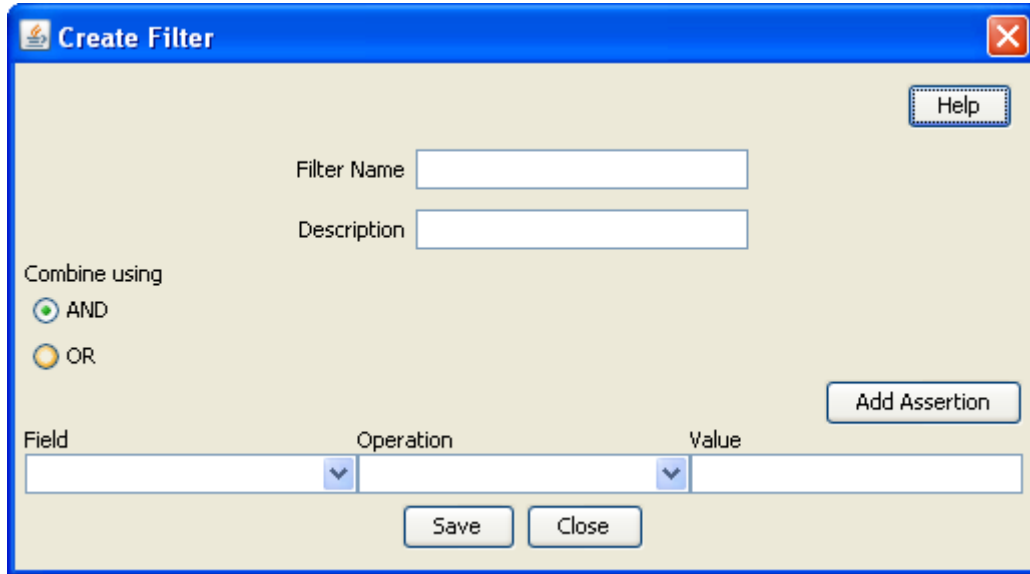 Create Filter
Help
Filter Name
Description
Combine using
AND
OR
Add Assertion
Field Operation Value
Save Close